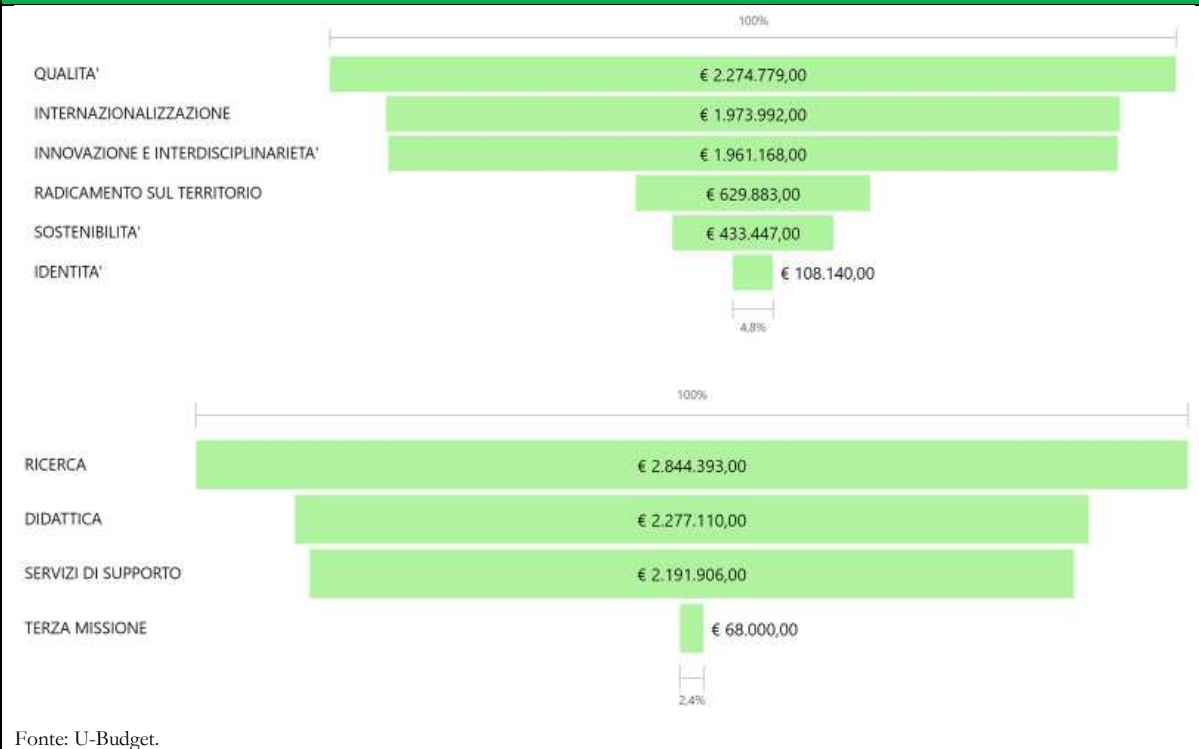 100%
QUALITA' € 2.274.779,00
INTERNAZIONALIZZAZIONE € 1.973.992,00
INNOVAZIONE E INTERDISCIPLINARIETA' € 1.961.168,00
RADICAMENTO SUL TERRITORIO € 629.883,00
SOSTENIBILITA' € 433.447,00
IDENTITA' € 108.140,00
4,8%
100%
RICERCA € 2.844.393,00
DIDATTICA € 2.277.110,00
SERVIZI DI SUPPORTO € 2.191.906,00
TERZA MISSIONE € 68.000,00
2,4%
Fonte: U-Budget.